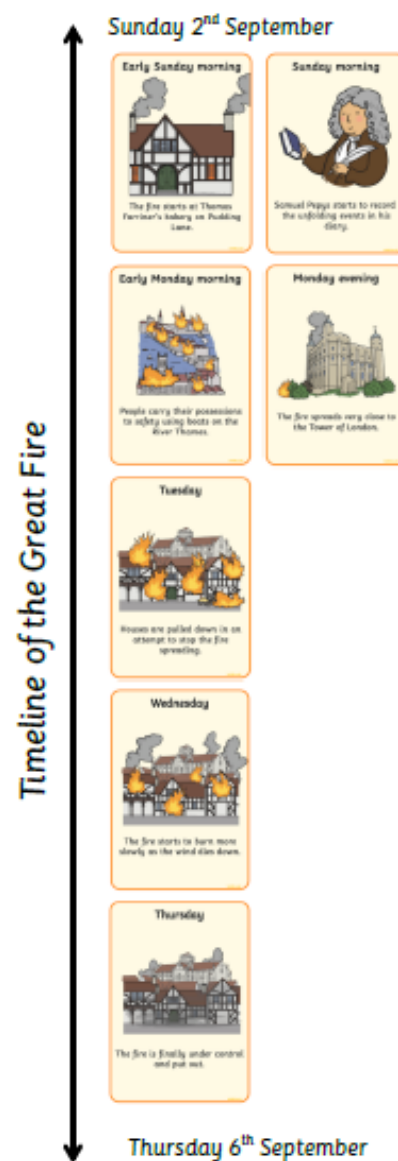 Sunday 2nd September
Timeline of the Great Fire
Early Sunday morning
The fire starts at Thomas
Farriner's bakery on Pudding
Lane.
Sunday morning
Samuel Pepys starts to record
the unfolding events in his
diary.
Early Monday morning
People carry their possessions
to safety using boats on the
River Thames.
Monday evening
The fire spreads very close to
the Tower of London.
Tuesday
Houses are pulled down in an
attempt to stop the fire
spreading.
Wednesday
The fire starts to burn more
slowly as the wind dies down.
Thursday
The fire is finally under control
and put out.
Thursday 6th September